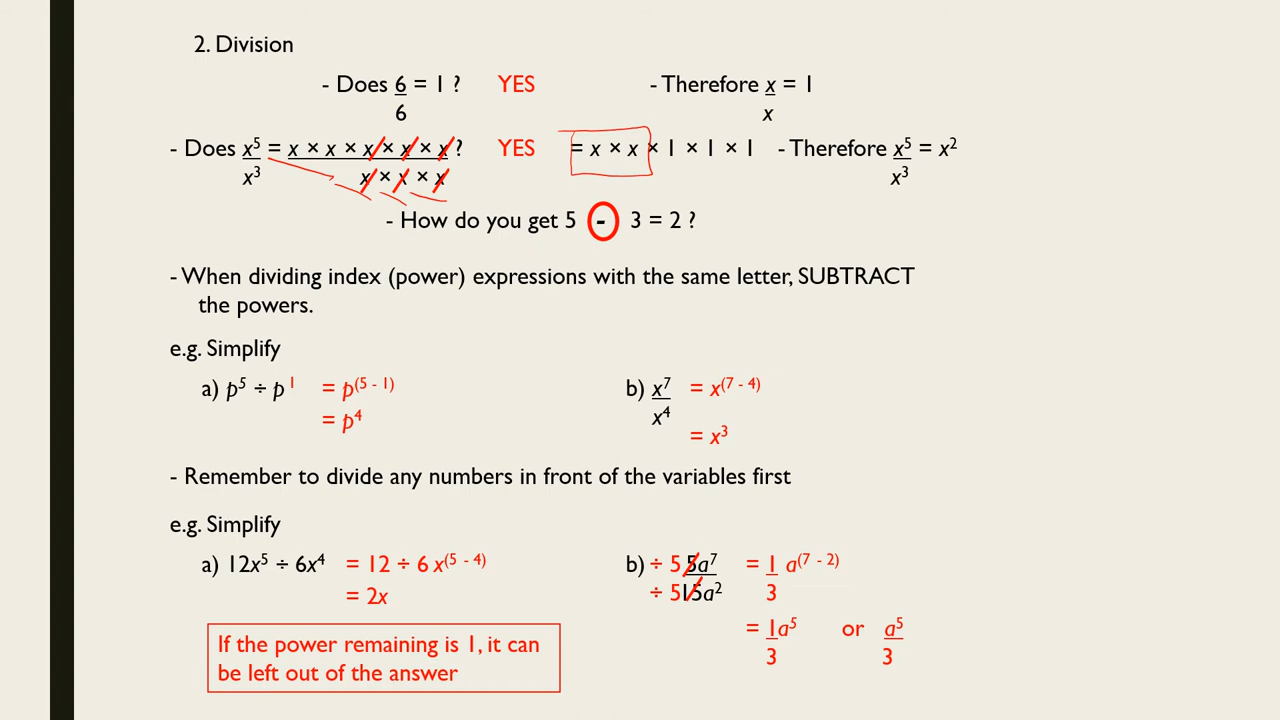 2. Division
- Does 6/6 = 1 ? YES - Therefore x/x = 1
- Does x⁵/x³ = x × x × x × x × x / x × x × x ? YES = x × x × 1 × 1 × 1 - Therefore x⁵/x³ = x²
- How do you get 5 - 3 = 2 ?
- When dividing index (power) expressions with the same letter, SUBTRACT
the powers.
e.g. Simplify
a) p⁵ ÷ p ¹ = p⁽⁵ ⁻ ¹⁾
= p⁴
b) x⁷/x⁴ = x⁽⁷ ⁻ ⁴⁾
= x³
- Remember to divide any numbers in front of the variables first
e.g. Simplify
a) 12x⁵ ÷ 6x⁴ = 12 ÷ 6 x⁽⁵ ⁻ ⁴⁾
= 2x
If the power remaining is 1, it can
be left out of the answer
b) ÷ 5 5a⁷ / ÷ 5 15a² = 1/3 a⁽⁷ ⁻ ²⁾
= 1/3 a⁵ or a⁵/3